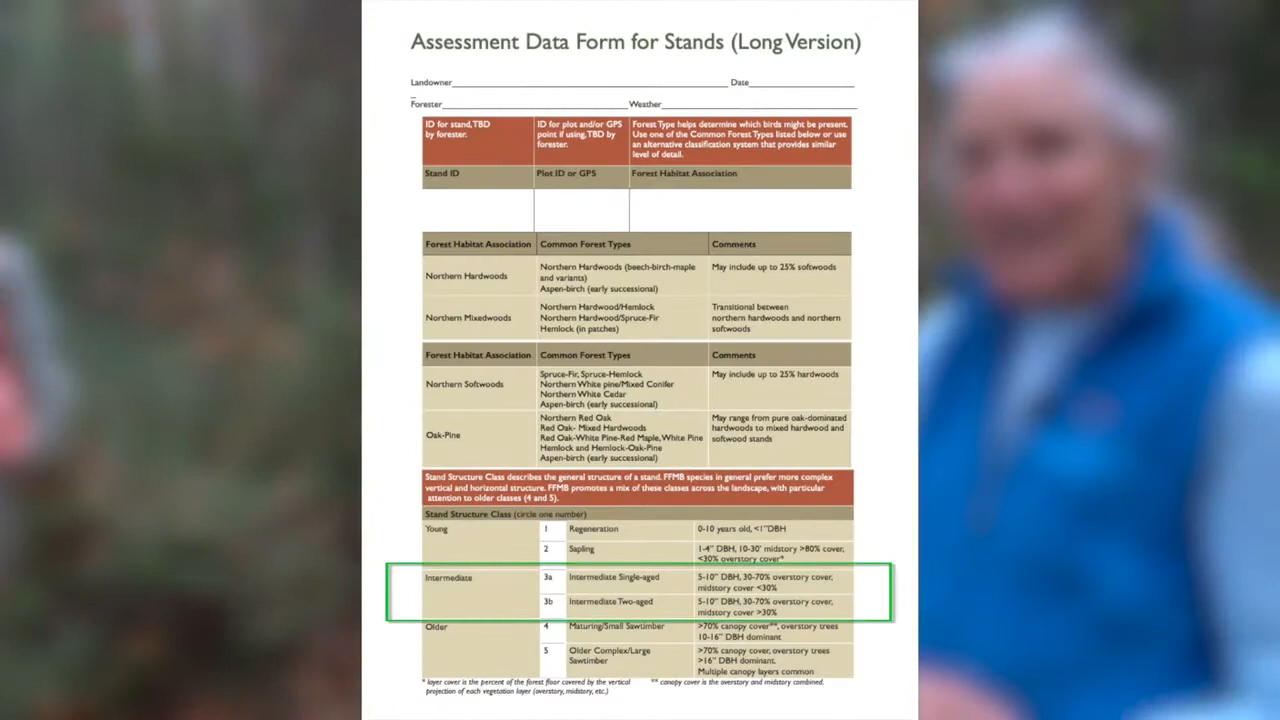 Assessment Data Form for Stands (Long Version)
Landowner_____ Date_____
_
Forester_____ Weather_____
ID for stand, TBD
by forester.
ID for plot and/or GPS
point if using, TBD by
forester.
Forest Type helps determine which birds might be present.
Use one of the Common Forest Types listed below or use
an alternative classification system that provides similar
level of detail.
Stand ID
Plot ID or GPS
Forest Habitat Association
Forest Habitat Association
Common Forest Types
Comments
Northern Hardwoods
Northern Hardwoods (beech-birch-maple
and variants)
Aspen-birch (early successional)
May include up to 25% softwoods
Northern Mixedwoods
Northern Hardwood/Hemlock
Northern Hardwood/Spruce-Fir
Hemlock (in patches)
Transitional between
northern hardwoods and northern
softwoods
Forest Habitat Association
Common Forest Types
Comments
Northern Softwoods
Spruce-Fir, Spruce-Hemlock
Northern White pine/Mixed Conifer
Northern White Cedar
Aspen-birch (early successional)
May include up to 25% hardwoods
Oak-Pine
Northern Red Oak
Red Oak- Mixed Hardwoods
Red Oak-White Pine-Red Maple, White Pine
Hemlock and Hemlock-Oak-Pine
Aspen-birch (early successional)
May range from pure oak-dominated
hardwoods to mixed hardwood and
softwood stands
Stand Structure Class describes the general structure of a stand. FFMB species in general prefer more complex
vertical and horizontal structure. FFMB promotes a mix of these classes across the landscape, with particular
attention to older classes (4 and 5).
Stand Structure Class (circle one number)
Young
1
Regeneration
0-10 years old, <1"DBH
2
Sapling
1-4" DBH, 10-30' midstory >80% cover,
<30% overstory cover*
Intermediate
3a
Intermediate Single-aged
5-10" DBH, 30-70% overstory cover,
midstory cover <30%
3b
Intermediate Two-aged
5-10" DBH, 30-70% overstory cover,
midstory cover >30%
Older
4
Maturing/Small Sawtimber
>70% canopy cover**, overstory trees
10-16" DBH dominant
5
Older Complex/Large
Sawtimber
>70% canopy cover, overstory trees
>16" DBH dominant.
Multiple canopy layers common
* layer cover is the percent of the forest floor covered by the vertical
projection of each vegetation layer (overstory, midstory, etc.)
** canopy cover is the overstory and midstory combined.